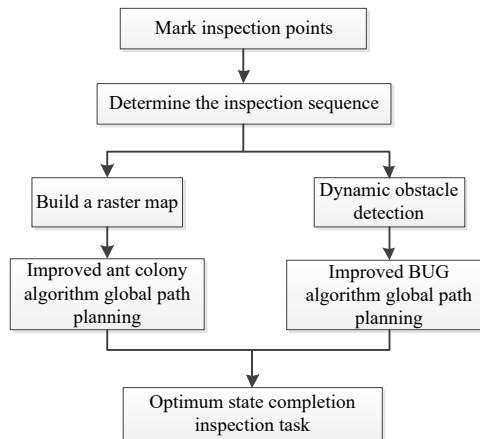 Mark inspection points
Determine the inspection sequence
Build a raster map
Dynamic obstacle
detection
Improved ant colony
algorithm global path
planning
Improved BUG
algorithm global path
planning
Optimum state completion
inspection task